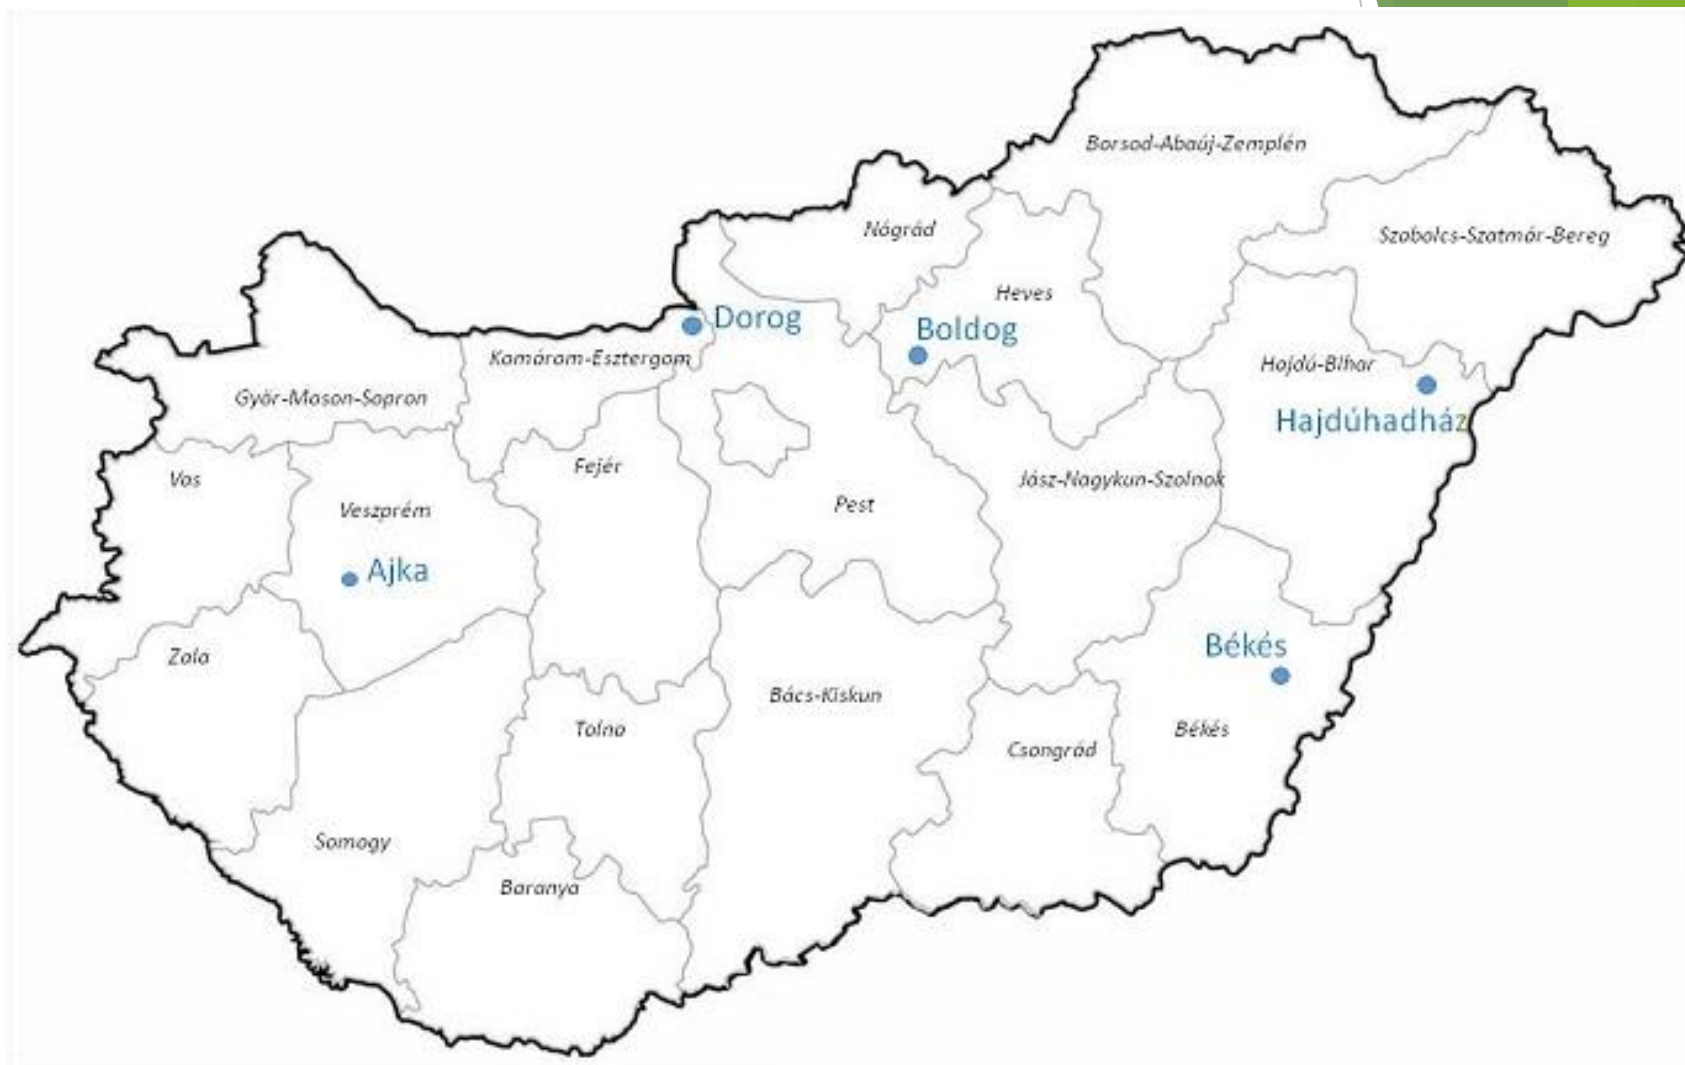 Borsod-Abaúj-Zemplén
Nógrád
Szabolcs-Szatmár-Bereg
Heves
Dorog
Boldog
Komárom-Esztergom
Hajdú-Bihar
Győr-Moson-Sopron
Hajdúhadház
Fejér
Vas
Jász-Nagykun-Szolnok
Pest
Veszprém
Ajka
Békés
Zala
Bács-Kiskun
Tolna
Békés
Csongrád
Somogy
Baranya